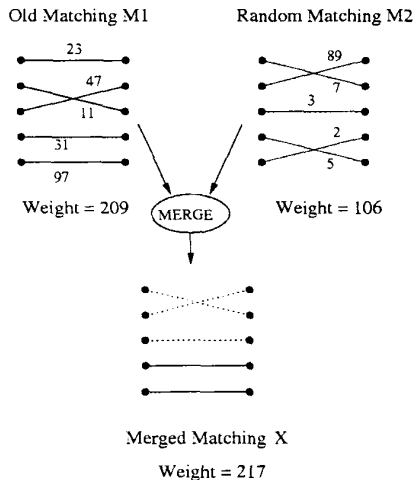 Old Matching M1
Random Matching M2
23
47
11
31
97
89
7
3
2
5
Weight = 209
MERGE
Weight = 106
Merged Matching X
Weight = 217